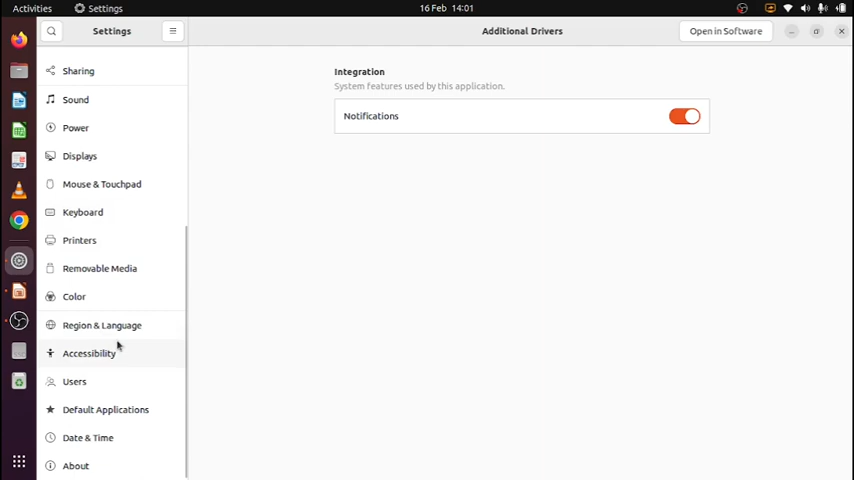 Activities Settings 16 Feb 14:01
Settings Additional Drivers Open in Software
Sharing
Sound
Power
Displays
Mouse & Touchpad
Keyboard
Printers
Removable Media
Color
Region & Language
Accessibility
Users
Default Applications
Date & Time
About
Integration
System features used by this application.
Notifications